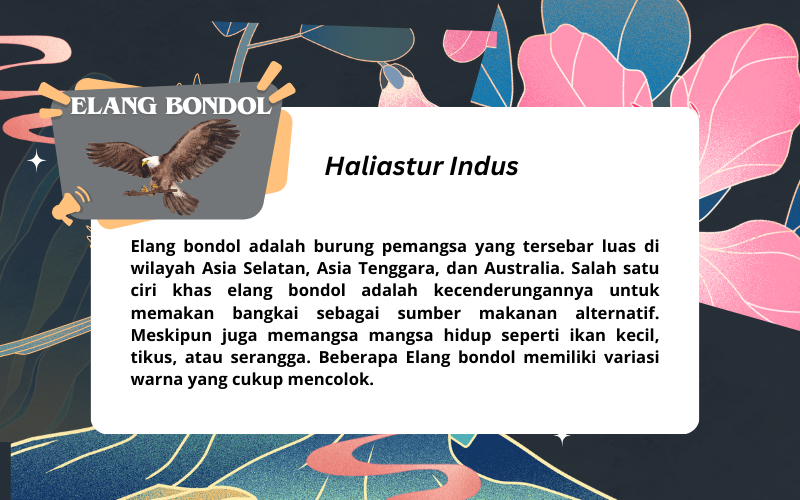 ELANG BONDOL
Haliastur Indus
Elang bondol adalah burung pemangsa yang tersebar luas di
wilayah Asia Selatan, Asia Tenggara, dan Australia. Salah satu
ciri khas elang bondol adalah kecenderungannya untuk
memakan bangkai sebagai sumber makanan alternatif.
Meskipun juga memangsa mangsa hidup seperti ikan kecil,
tikus, atau serangga. Beberapa Elang bondol memiliki variasi
warna yang cukup mencolok.